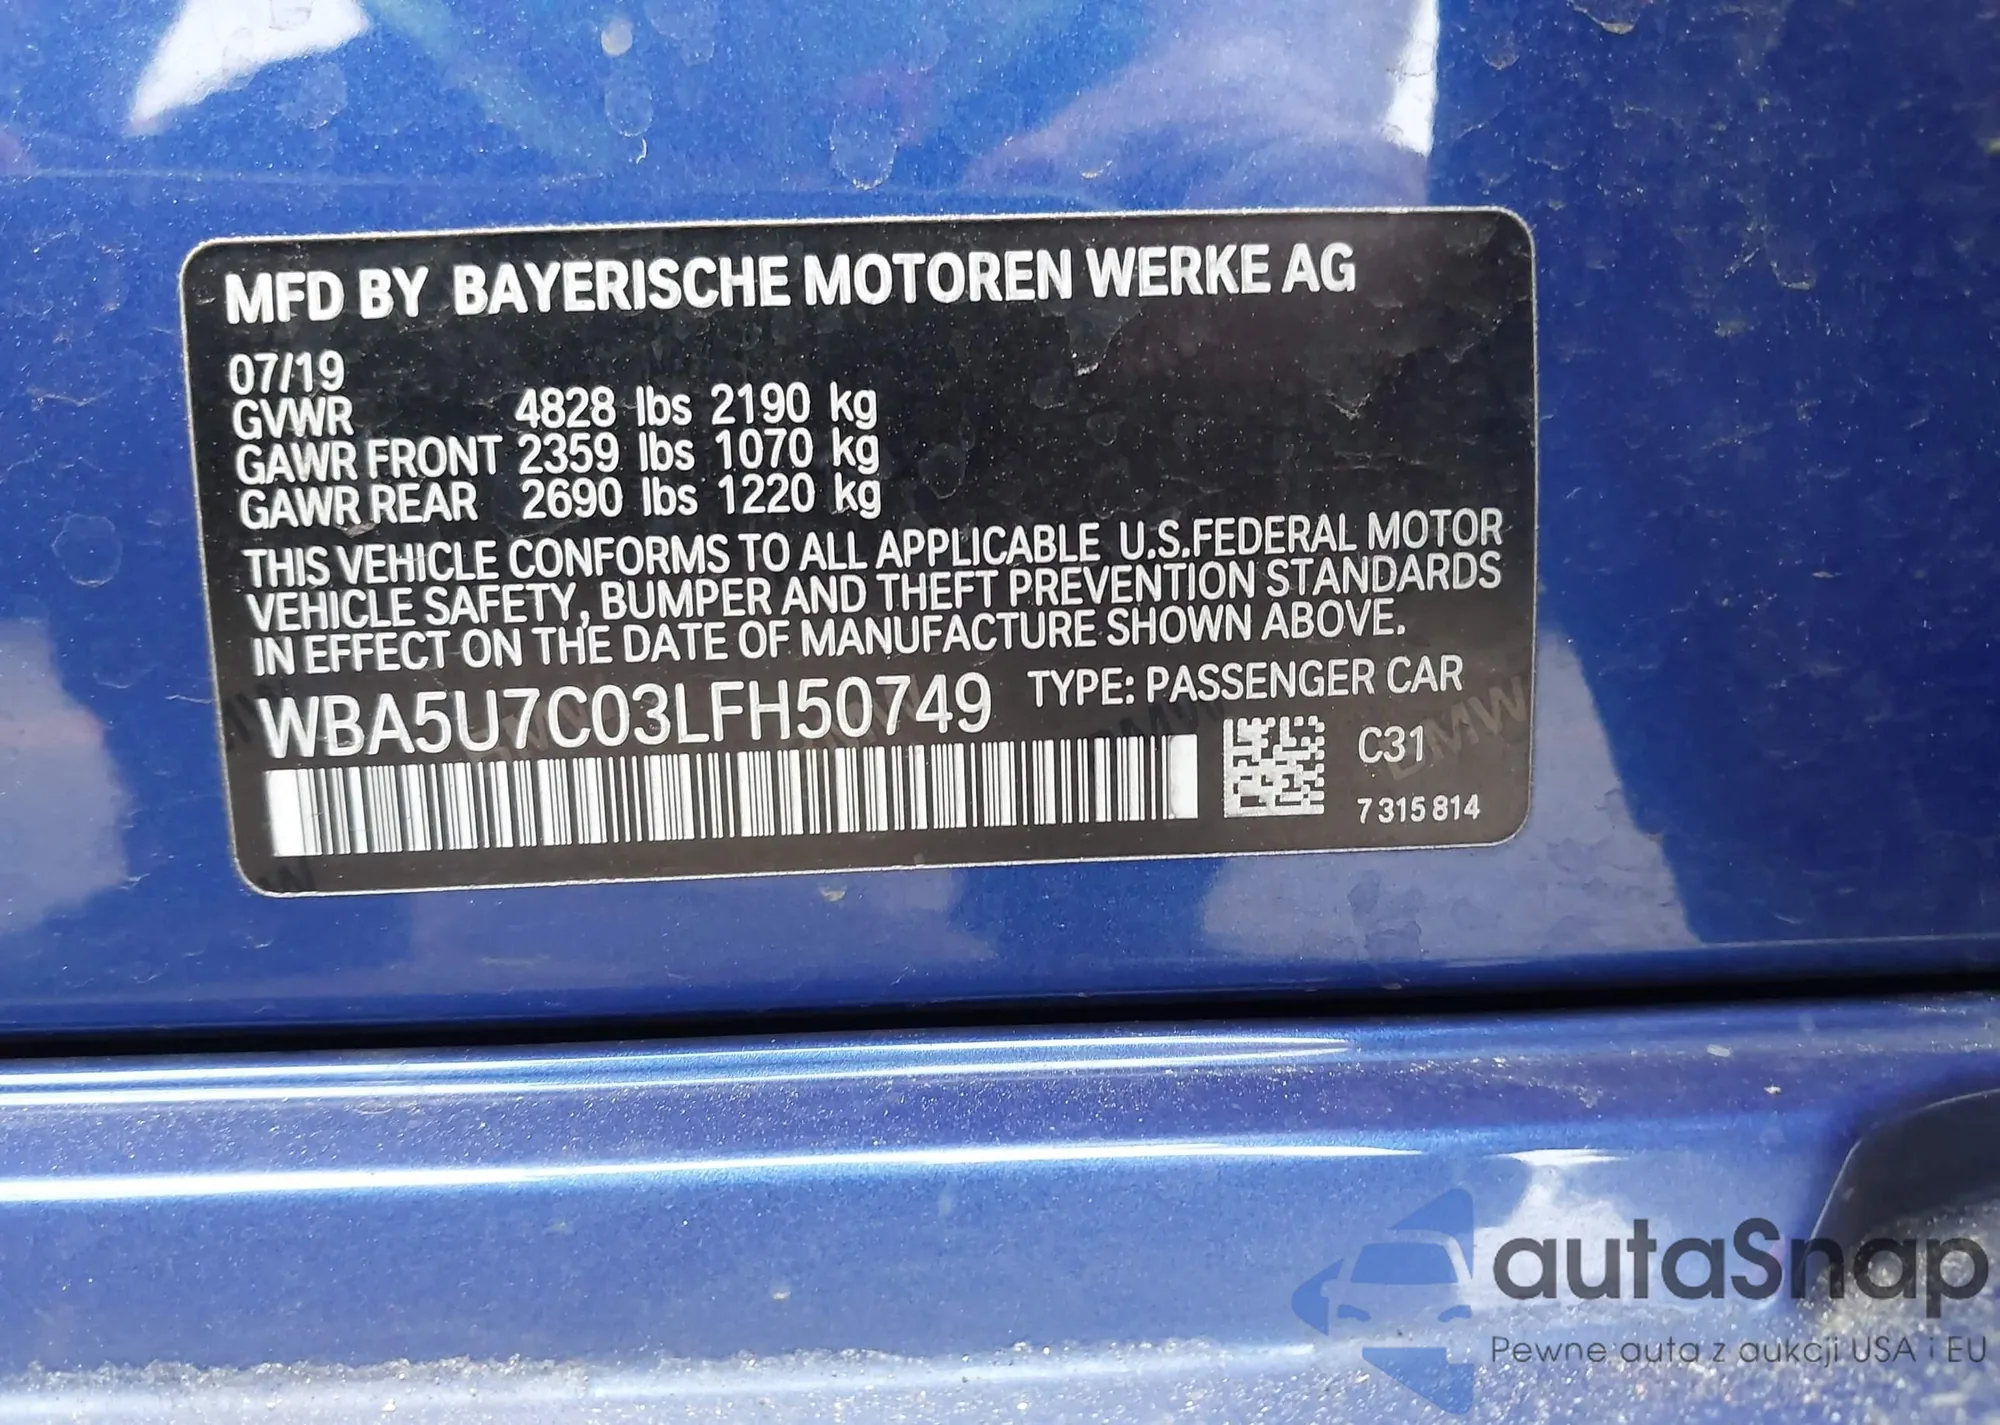 MFD BY BAYERISCHE MOTOREN WERKE AG
07/19
GVWR 4828 lbs 2190 kg
GAWR FRONT 2359 lbs 1070 kg
GAWR REAR 2690 lbs 1220 kg
THIS VEHICLE CONFORMS TO ALL APPLICABLE U.S.FEDERAL MOTOR
VEHICLE SAFETY, BUMPER AND THEFT PREVENTION STANDARDS
IN EFFECT ON THE DATE OF MANUFACTURE SHOWN ABOVE.
WBA5U7C03LFH50749 TYPE: PASSENGER CAR
C31
7 315 814
autaSnap
Pewne auta z aukcji USA i EU